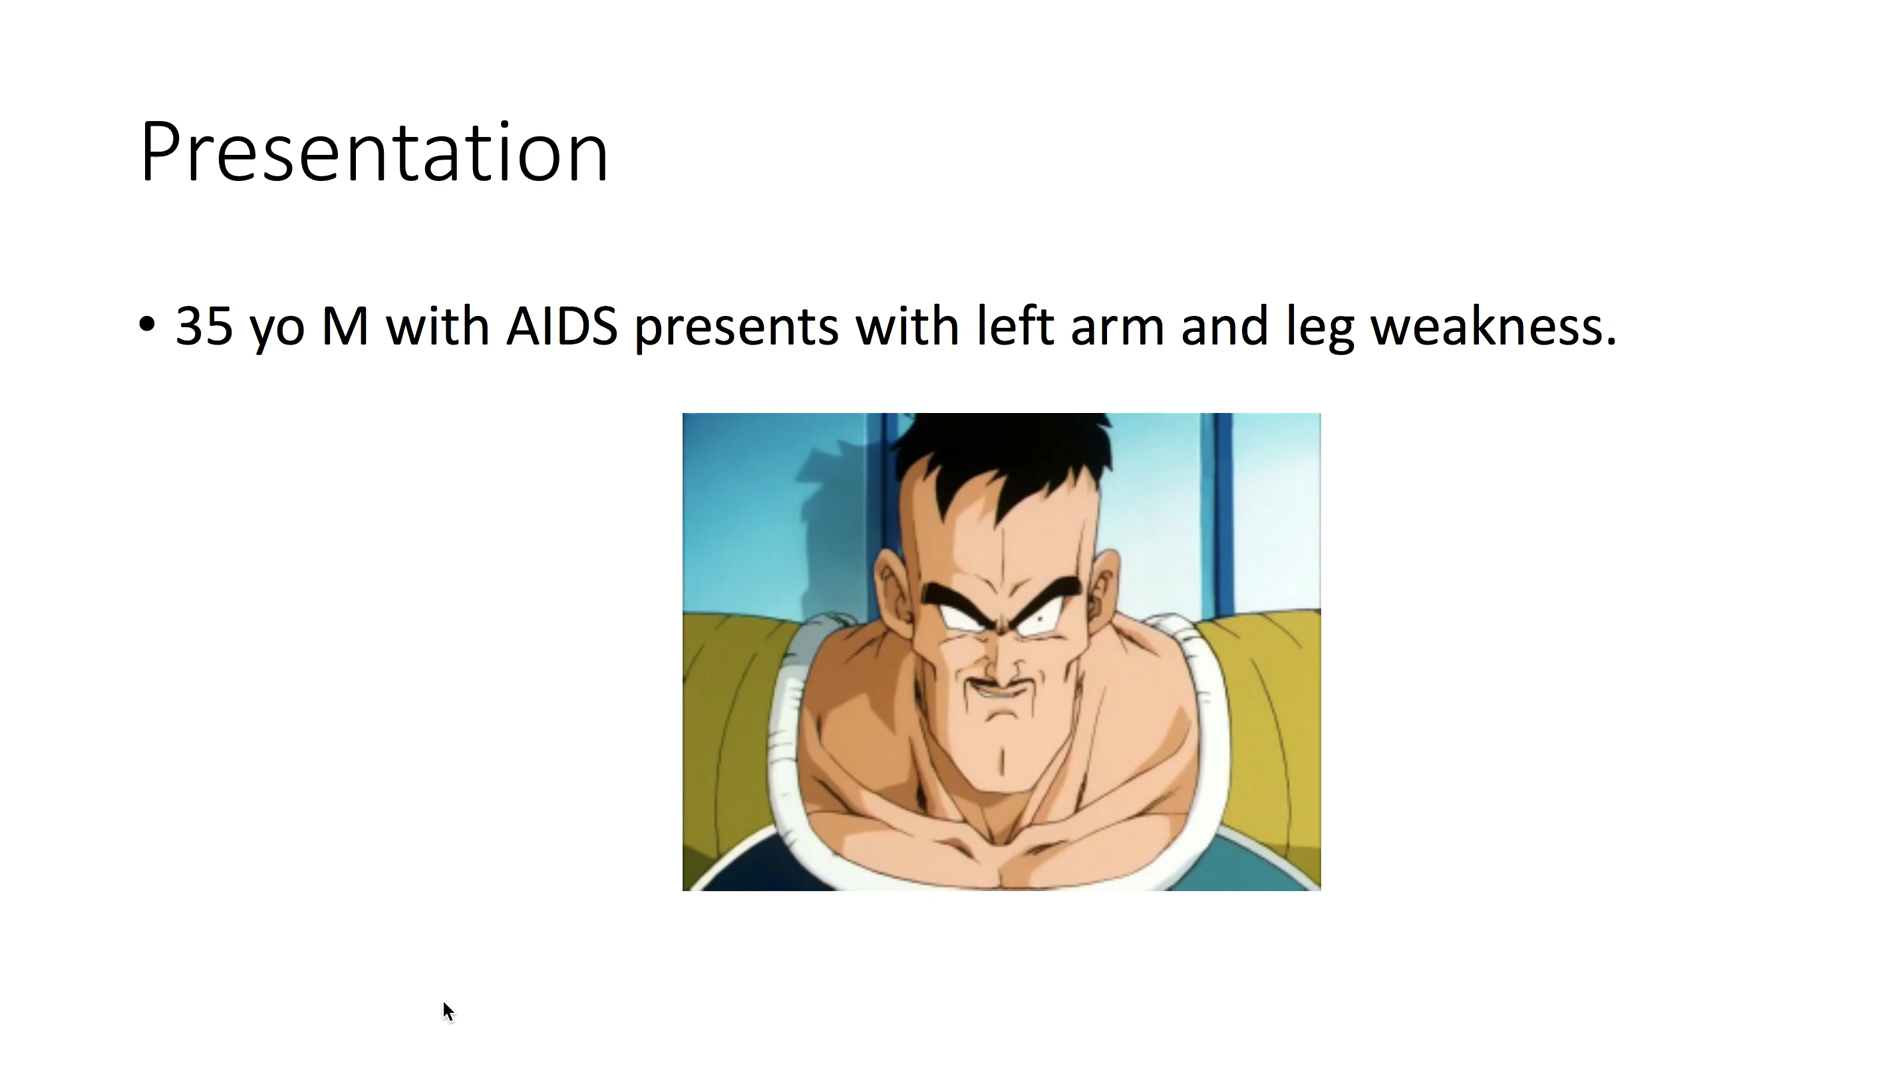 Presentation
• 35 yo M with AIDS presents with left arm and leg weakness.